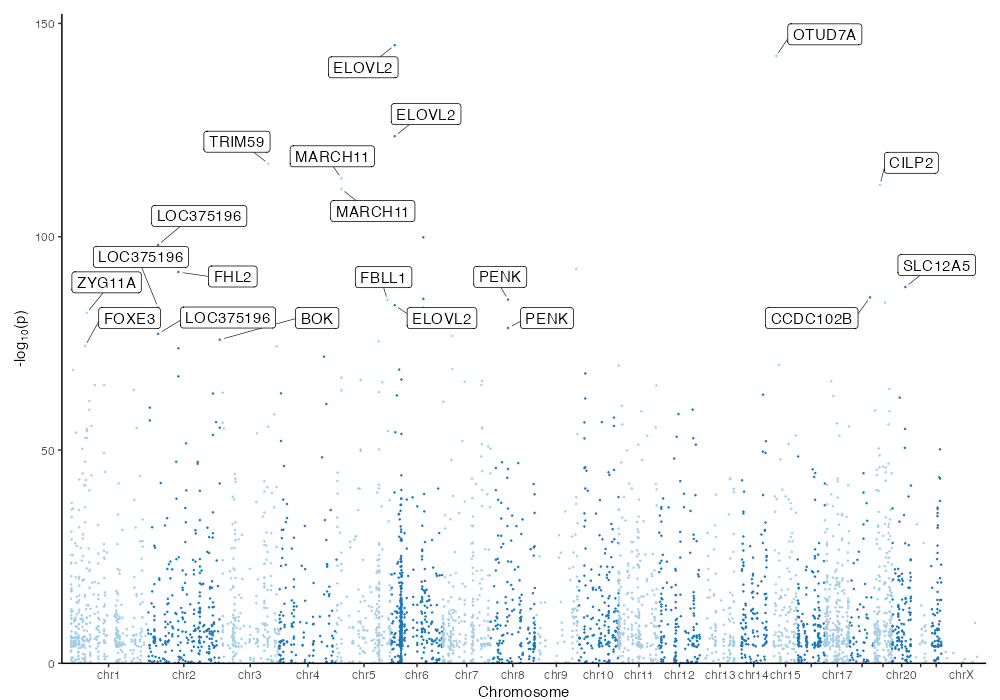 150
OTUD7A
ELOVL2
ELOVL2
TRIM59
MARCH11
CILP2
MARCH11
LOC375196
100
LOC375196
SLC12A5
ZYG11A
FHL2
FBLL1
PENK
FOXE3
LOC375196
BOK
ELOVL2
PENK
CCDC102B
-log10(p)
50
0
chr1 chr2 chr3 chr4 chr5 chr6 chr7 chr8 chr9 chr10 chr11 chr12 chr13 chr14 chr15 chr17 chr20 chrX
Chromosome